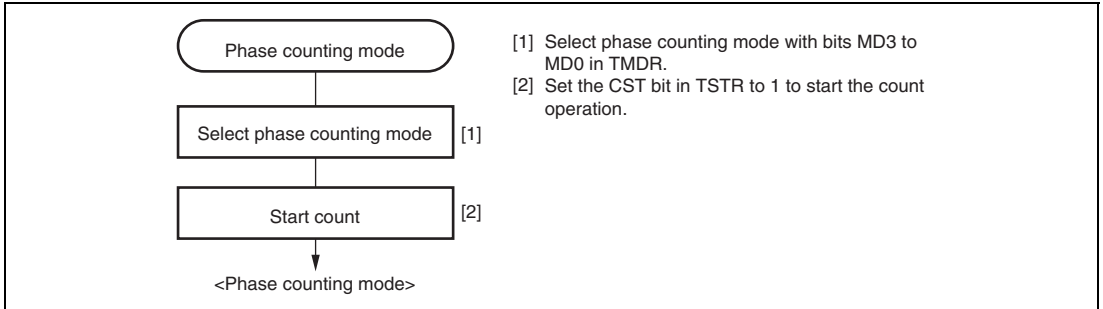 Phase counting mode
Select phase counting mode [1]
Start count [2]
<Phase counting mode>
[1] Select phase counting mode with bits MD3 to
MD0 in TMDR.
[2] Set the CST bit in TSTR to 1 to start the count
operation.